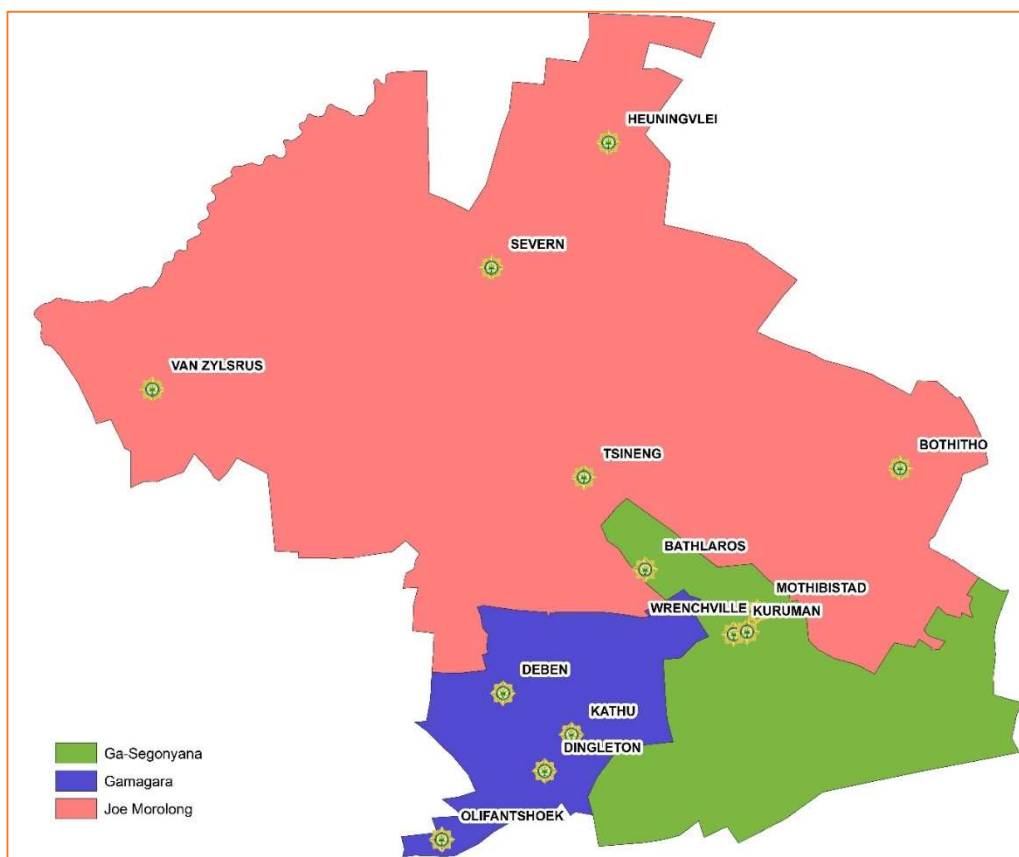 HEUNINGVLEI
SEVERN
VAN ZYLSRUS
BOTHITHO
TSINENG
BATHLAROS
MOTHIBISTAD
WRENCHVILLE
KURUMAN
DEBEN
KATHU
DINGLETON
OLIFANTSHOEK
Ga-Segonyana
Gamagara
Joe Morolong